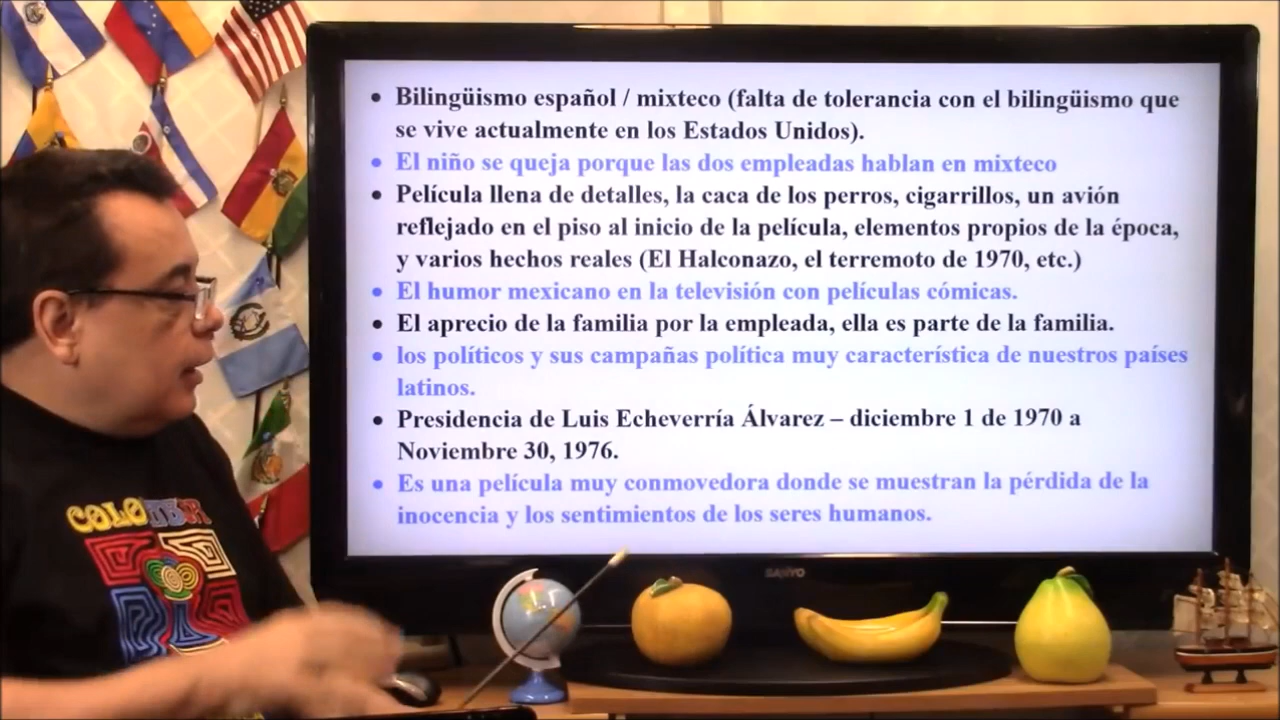 • Bilingüismo español / mixteco (falta de tolerancia con el bilingüismo que
se vive actualmente en los Estados Unidos).
• El niño se queja porque las dos empleadas hablan en mixteco
• Película llena de detalles, la caca de los perros, cigarrillos, un avión
reflejado en el piso al inicio de la película, elementos propios de la época,
y varios hechos reales (El Halconazo, el terremoto de 1970, etc.)
• El humor mexicano en la televisión con películas cómicas.
• El aprecio de la familia por la empleada, ella es parte de la familia.
• los políticos y sus campañas política muy característica de nuestros países
latinos.
• Presidencia de Luis Echeverría Álvarez – diciembre 1 de 1970 a
Noviembre 30, 1976.
• Es una película muy conmovedora donde se muestran la pérdida de la
inocencia y los sentimientos de los seres humanos.
SANYO